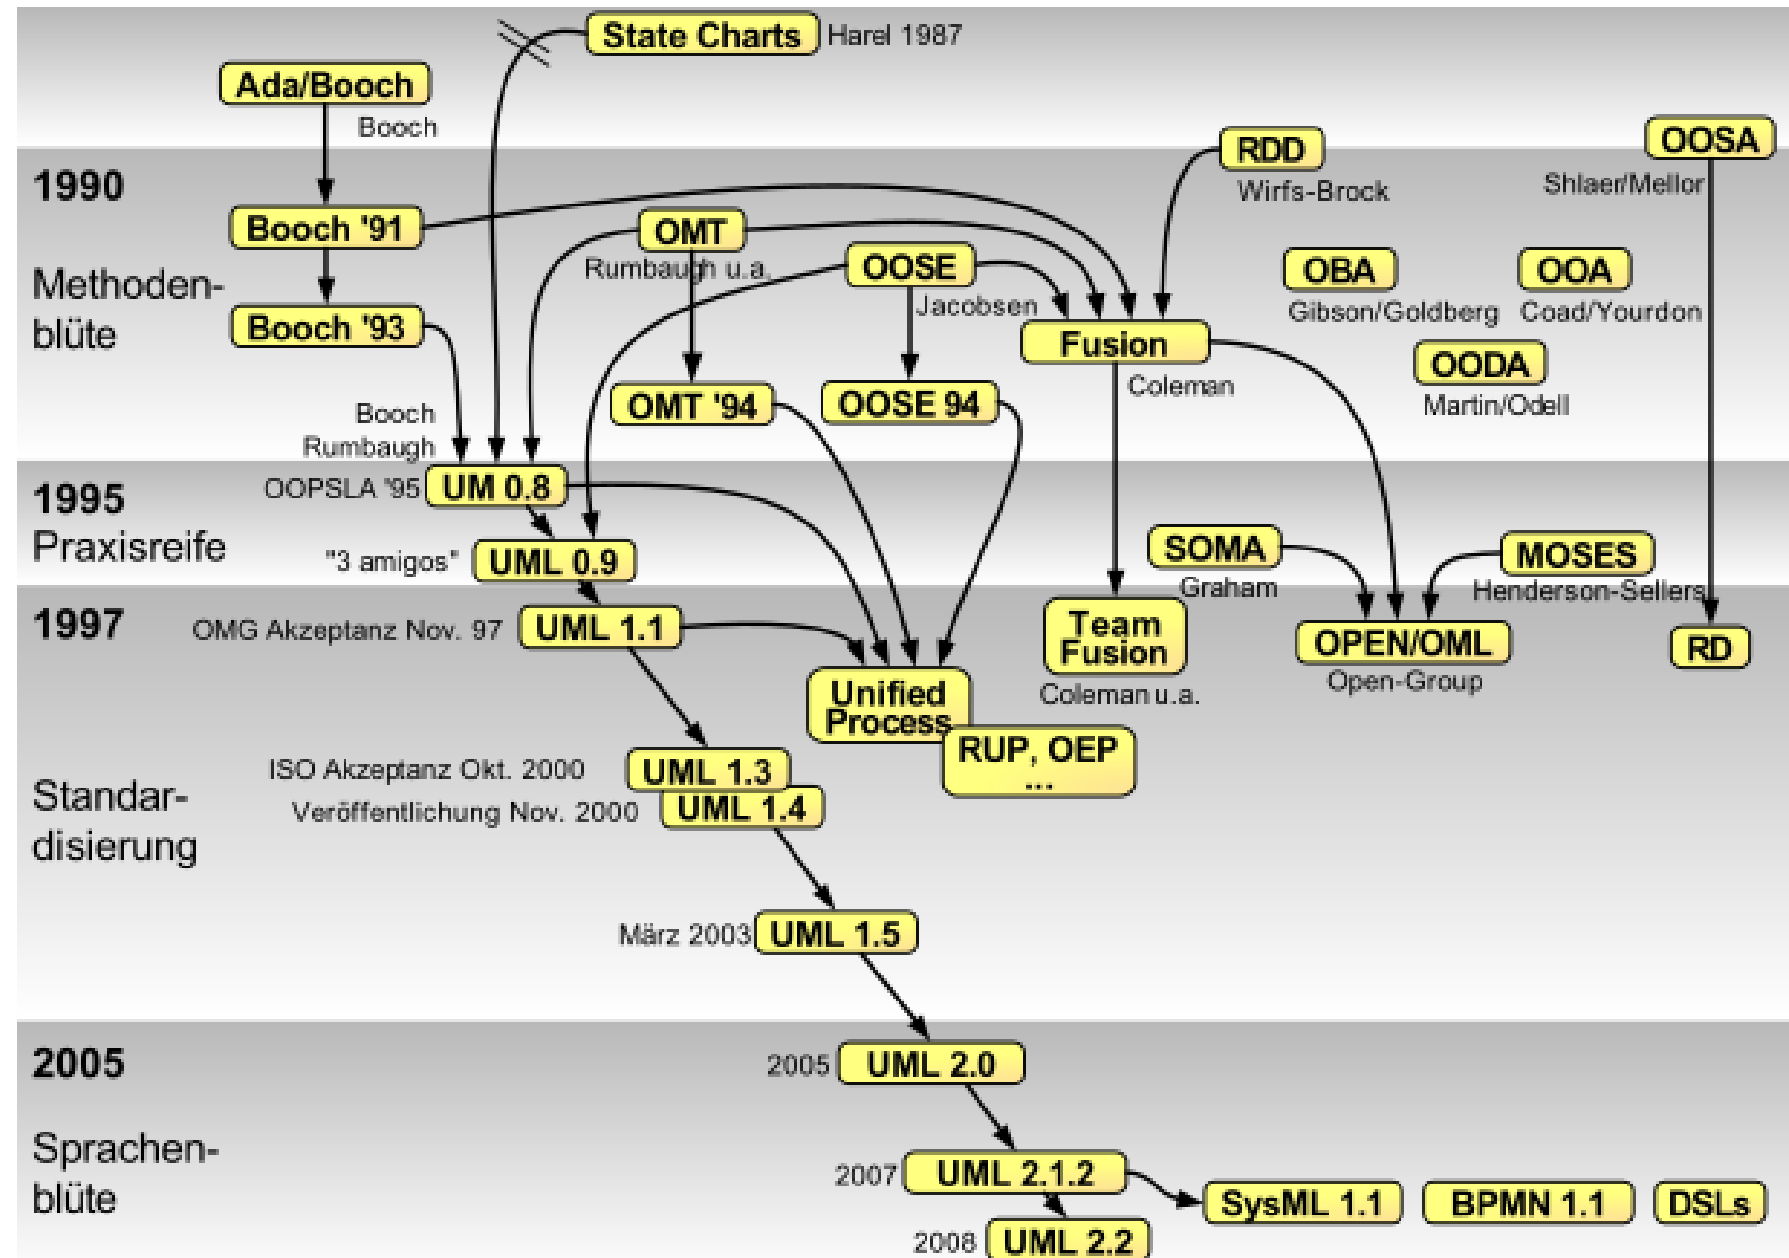 State Charts
Harel 1987
Ada/Booch
Booch
OOSA
Shlaer/Mellor
RDD
Wirfs-Brock
1990
Methoden-
blüte
Booch '91
OMT
Rumbaugh u.a.
OOSE
Jacobsen
OBA
Gibson/Goldberg
OOA
Coad/Yourdon
Booch '93
Fusion
Coleman
OODA
Martin/Odell
OMT '94
OOSE 94
Booch
Rumbaugh
1995
Praxisreife
OOPSLA '95
UM 0.8
"3 amigos"
UML 0.9
SOMA
Graham
MOSES
Henderson-Sellers
1997
OMG Akzeptanz Nov. 97
UML 1.1
Team
Fusion
Coleman u.a.
OPEN/OML
Open-Group
RD
Unified
Process
RUP, OEP
...
Standar-
disierung
ISO Akzeptanz Okt. 2000
UML 1.3
Veröffentlichung Nov. 2000
UML 1.4
März 2003
UML 1.5
2005
Sprachen-
blüte
2005
UML 2.0
2007
UML 2.1.2
SysML 1.1
BPMN 1.1
DSLs
2008
UML 2.2